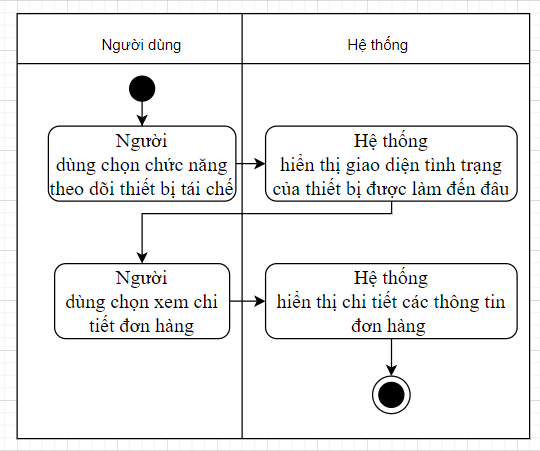 Người dùng
Hệ thống
Người
dùng chọn chức năng
theo dõi thiết bị tái chế
Hệ thống
hiển thị giao diện tình trạng
của thiết bị được làm đến đâu
Người
dùng chọn xem chi
tiết đơn hàng
Hệ thống
hiển thị chi tiết các thông tin
đơn hàng